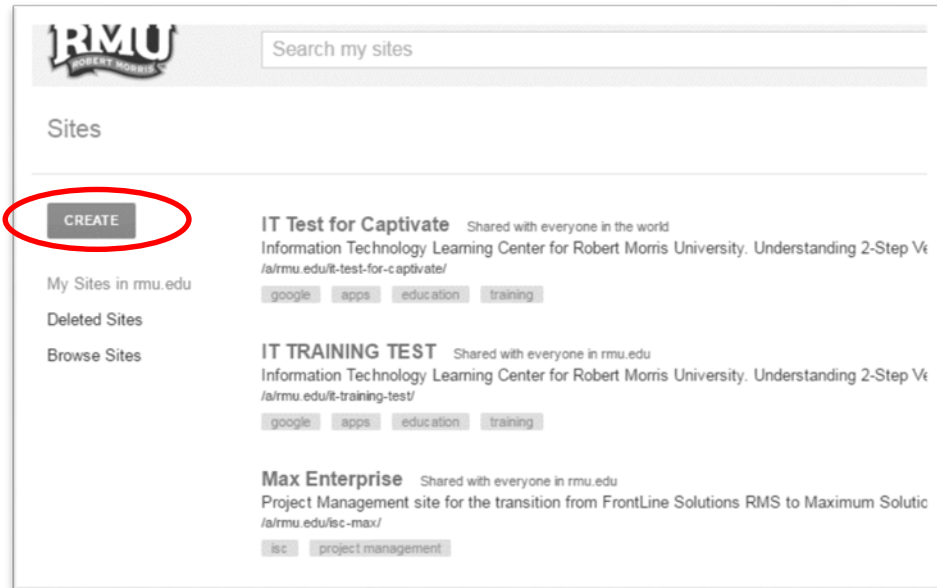 RMU
ROBERT MORRIS
Search my sites
Sites
CREATE
My Sites in rmu.edu
Deleted Sites
Browse Sites
IT Test for Captivate Shared with everyone in the world
Information Technology Learning Center for Robert Morris University. Understanding 2-Step Ve
/a/rmu.edu/it-test-for-captivate/
google apps education training
IT TRAINING TEST Shared with everyone in rmu.edu
Information Technology Learning Center for Robert Morris University. Understanding 2-Step Ve
/a/rmu.edu/it-training-test/
google apps education training
Max Enterprise Shared with everyone in rmu.edu
Project Management site for the transition from FrontLine Solutions RMS to Maximum Solutio
/a/rmu.edu/isc-max/
isc project management